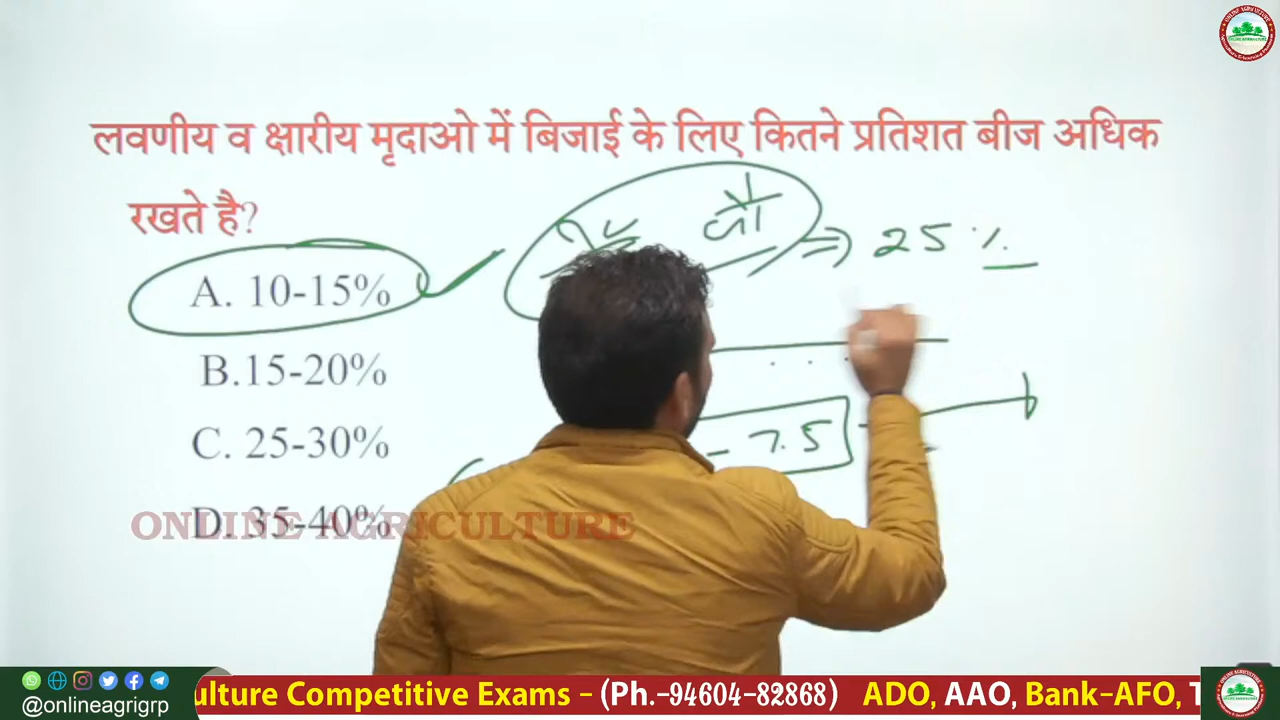 लवणीय व क्षारीय मृदाओ में बिजाई के लिए कितने प्रतिशत बीज अधिक
रखते है?
जौ ⇒ 25 %
A. 10-15%
B.15-20%
- 7.5
C. 25-30%
D. 35-40%
ONLINE AGRICULTURE
ulture Competitive Exams - (Ph.-94604-82868) ADO, AAO, Bank-AFO, T
@onlineagrigrp